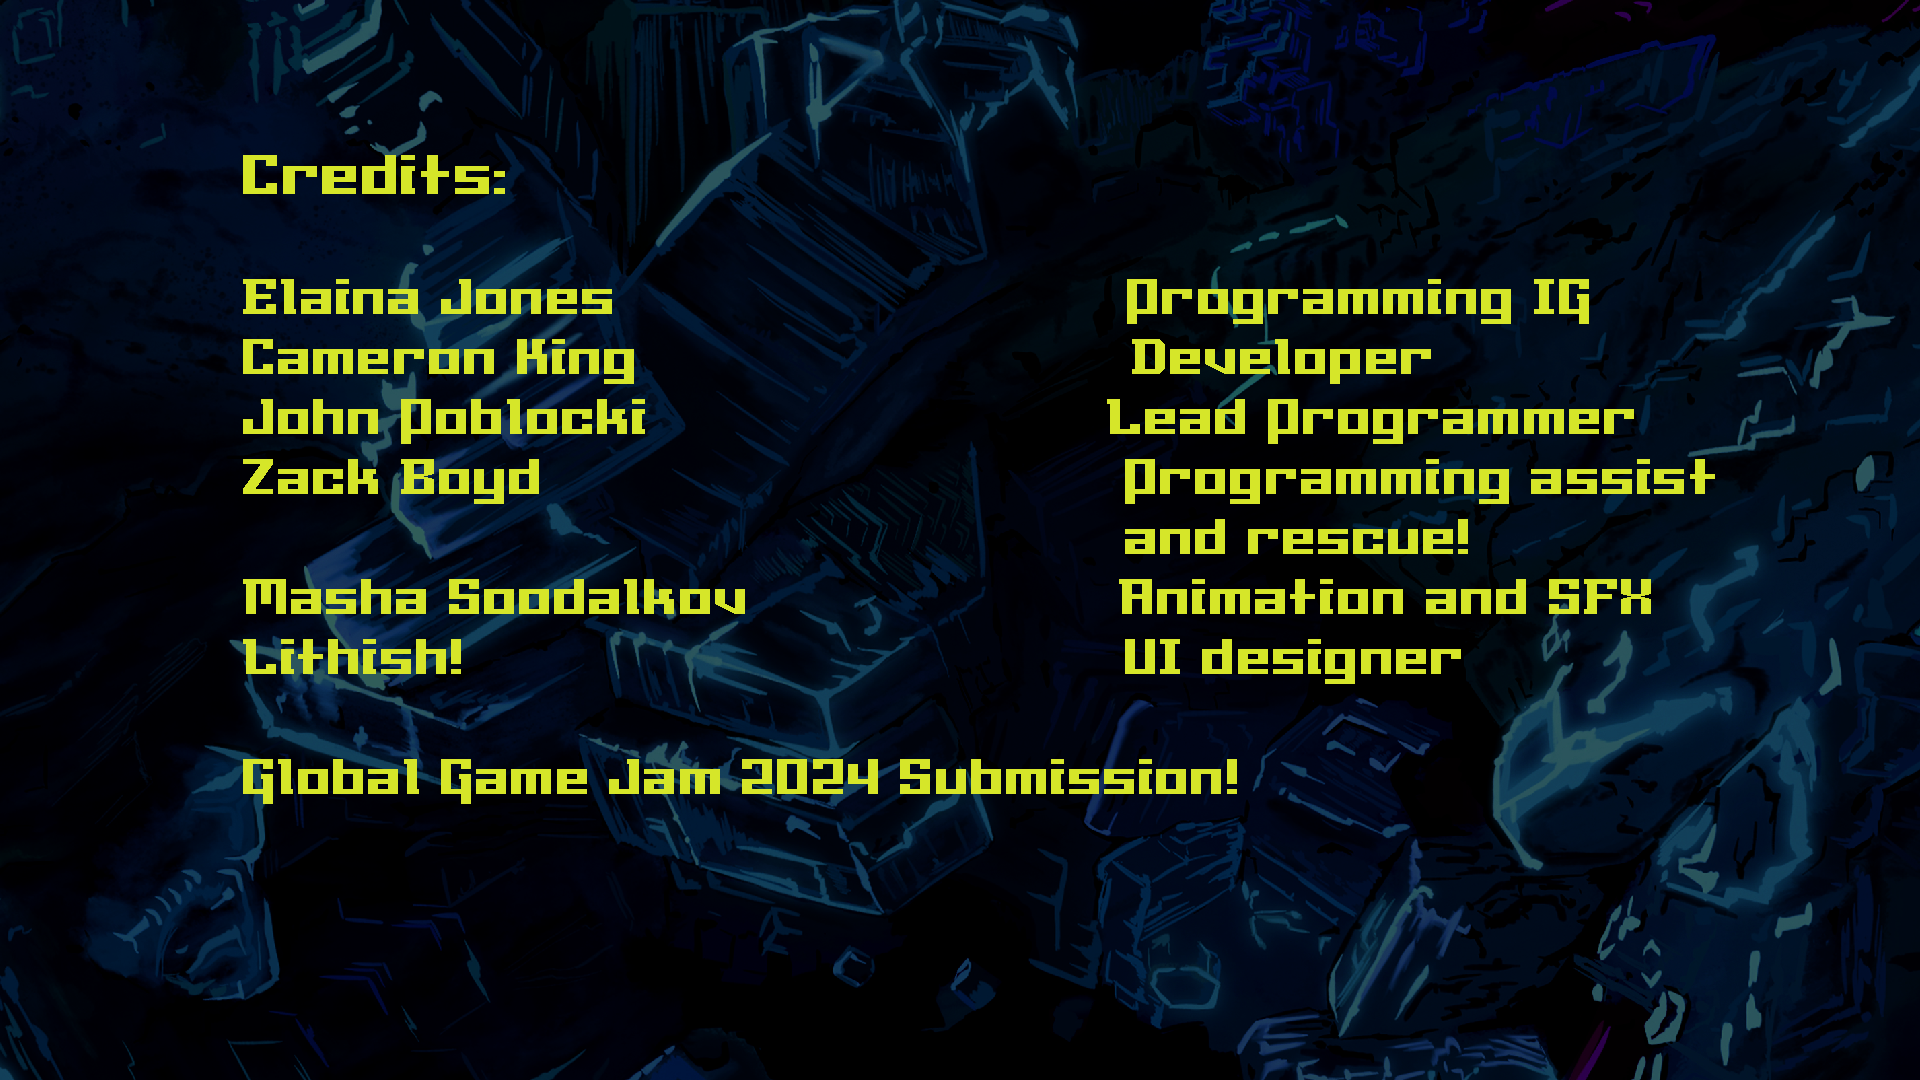 Credits:
Elaina Jones Programming IG
Cameron King Developer
John Poblocki Lead Programmer
Zack Boyd Programming assist
and rescue!
Masha Soodalkov Animation and SFX
Lithish! UI designer
Global Game Jam 2024 Submission!